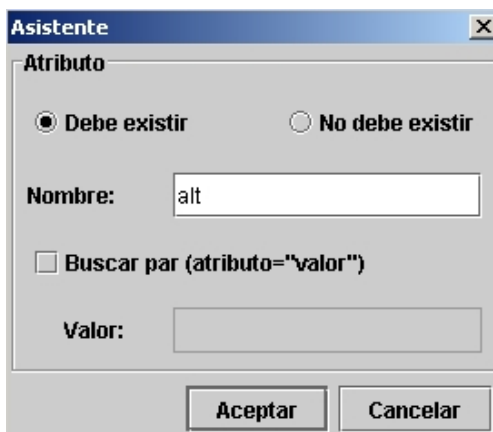 Asistente
Atributo
Debe existir No debe existir
Nombre: alt
Buscar par (atributo="valor")
Valor:
Aceptar Cancelar